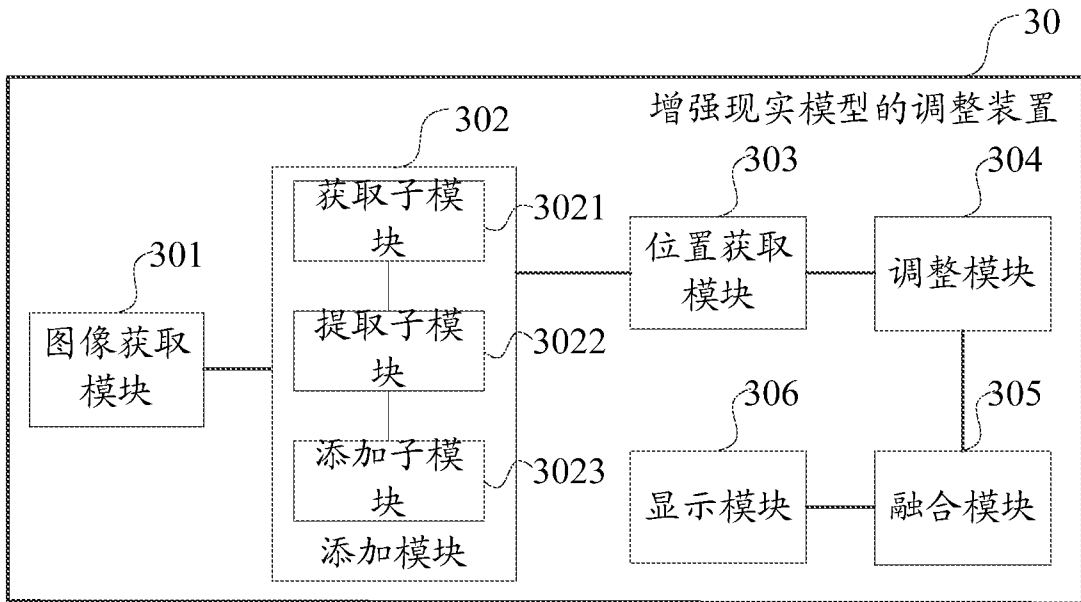 30
增强现实模型的调整装置
302
获取子模
块
3021
提取子模
块
3022
添加子模
块
3023
添加模块
301
图像获取
模块
303
位置获取
模块
304
调整模块
305
融合模块
306
显示模块